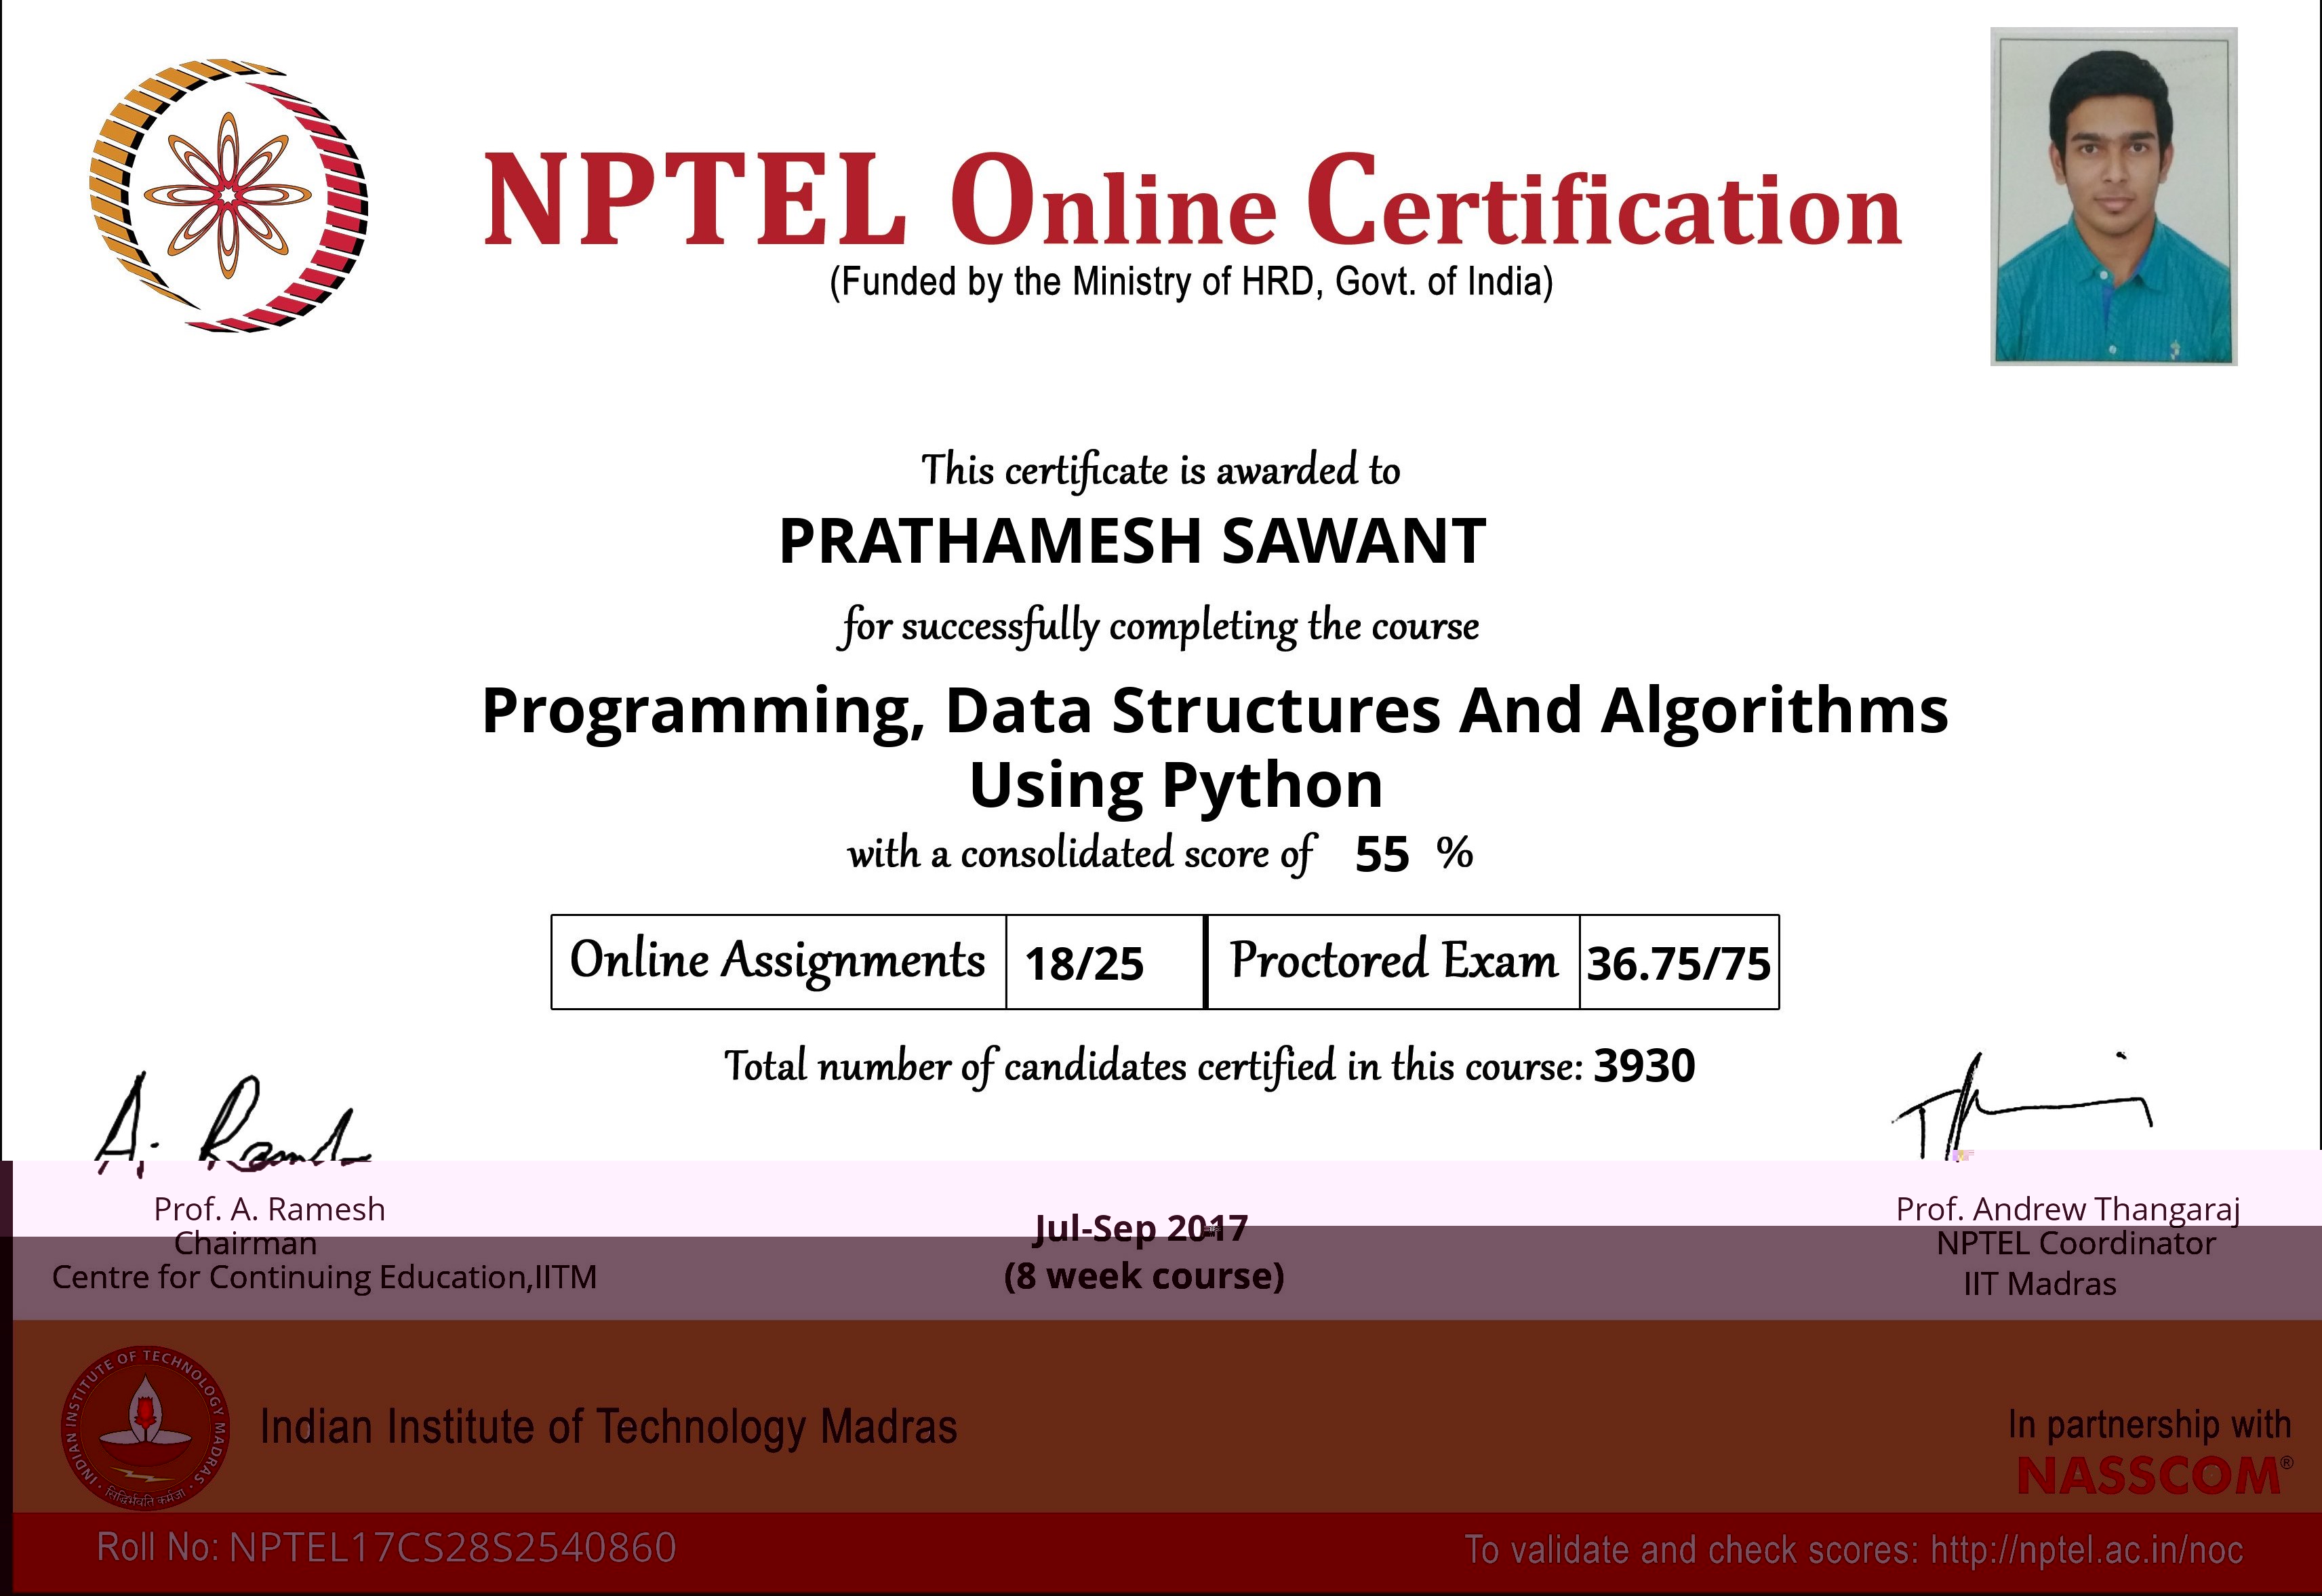 NPTEL Online Certification
(Funded by the Ministry of HRD, Govt. of India)
This certificate is awarded to
PRATHAMESH SAWANT
for successfully completing the course
Programming, Data Structures And Algorithms
Using Python
with a consolidated score of 55 %
Online Assignments 18/25 Proctored Exam 36.75/75
Total number of candidates certified in this course: 3930
Prof. A. Ramesh
Chairman
Centre for Continuing Education,IITM
Jul-Sep 2017
(8 week course)
Prof. Andrew Thangaraj
NPTEL Coordinator
IIT Madras
INDIAN INSTITUTE OF TECHNOLOGY MADRAS
सिद्धिर्भवति कर्मजा
Indian Institute of Technology Madras
In partnership with
NASSCOM®
Roll No: NPTEL17CS28S2540860
To validate and check scores: http://nptel.ac.in/noc